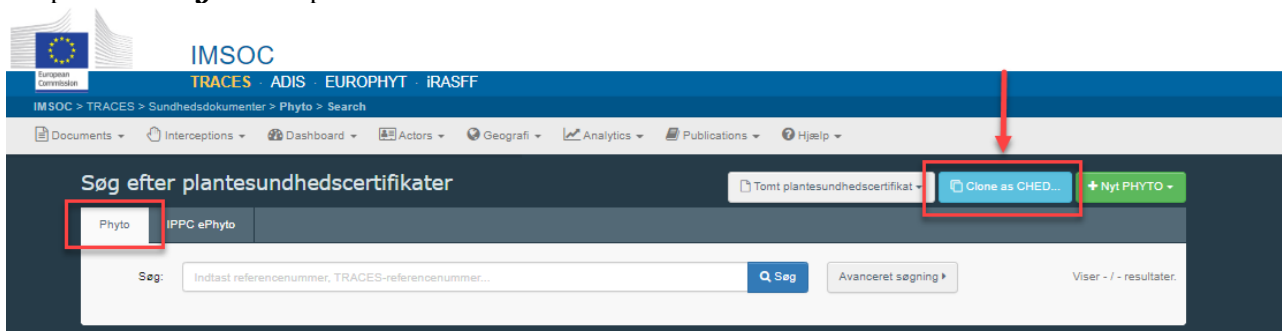 IMSOC
European
Commission
TRACES · ADIS · EUROPHYT · iRASFF
IMSOC > TRACES > Sundhedsdokumenter > Phyto > Search
Documents Interceptions Dashboard Actors Geografi Analytics Publications Hjælp
Søg efter plantesundhedscertifikater
Tomt plantesundhedscertifikat Clone as CHED... + Nyt PHYTO
Phyto IPPC ePhyto
Søg: Indtast referencenummer, TRACES-referencenummer... Søg Avanceret søgning Viser - / - resultater.